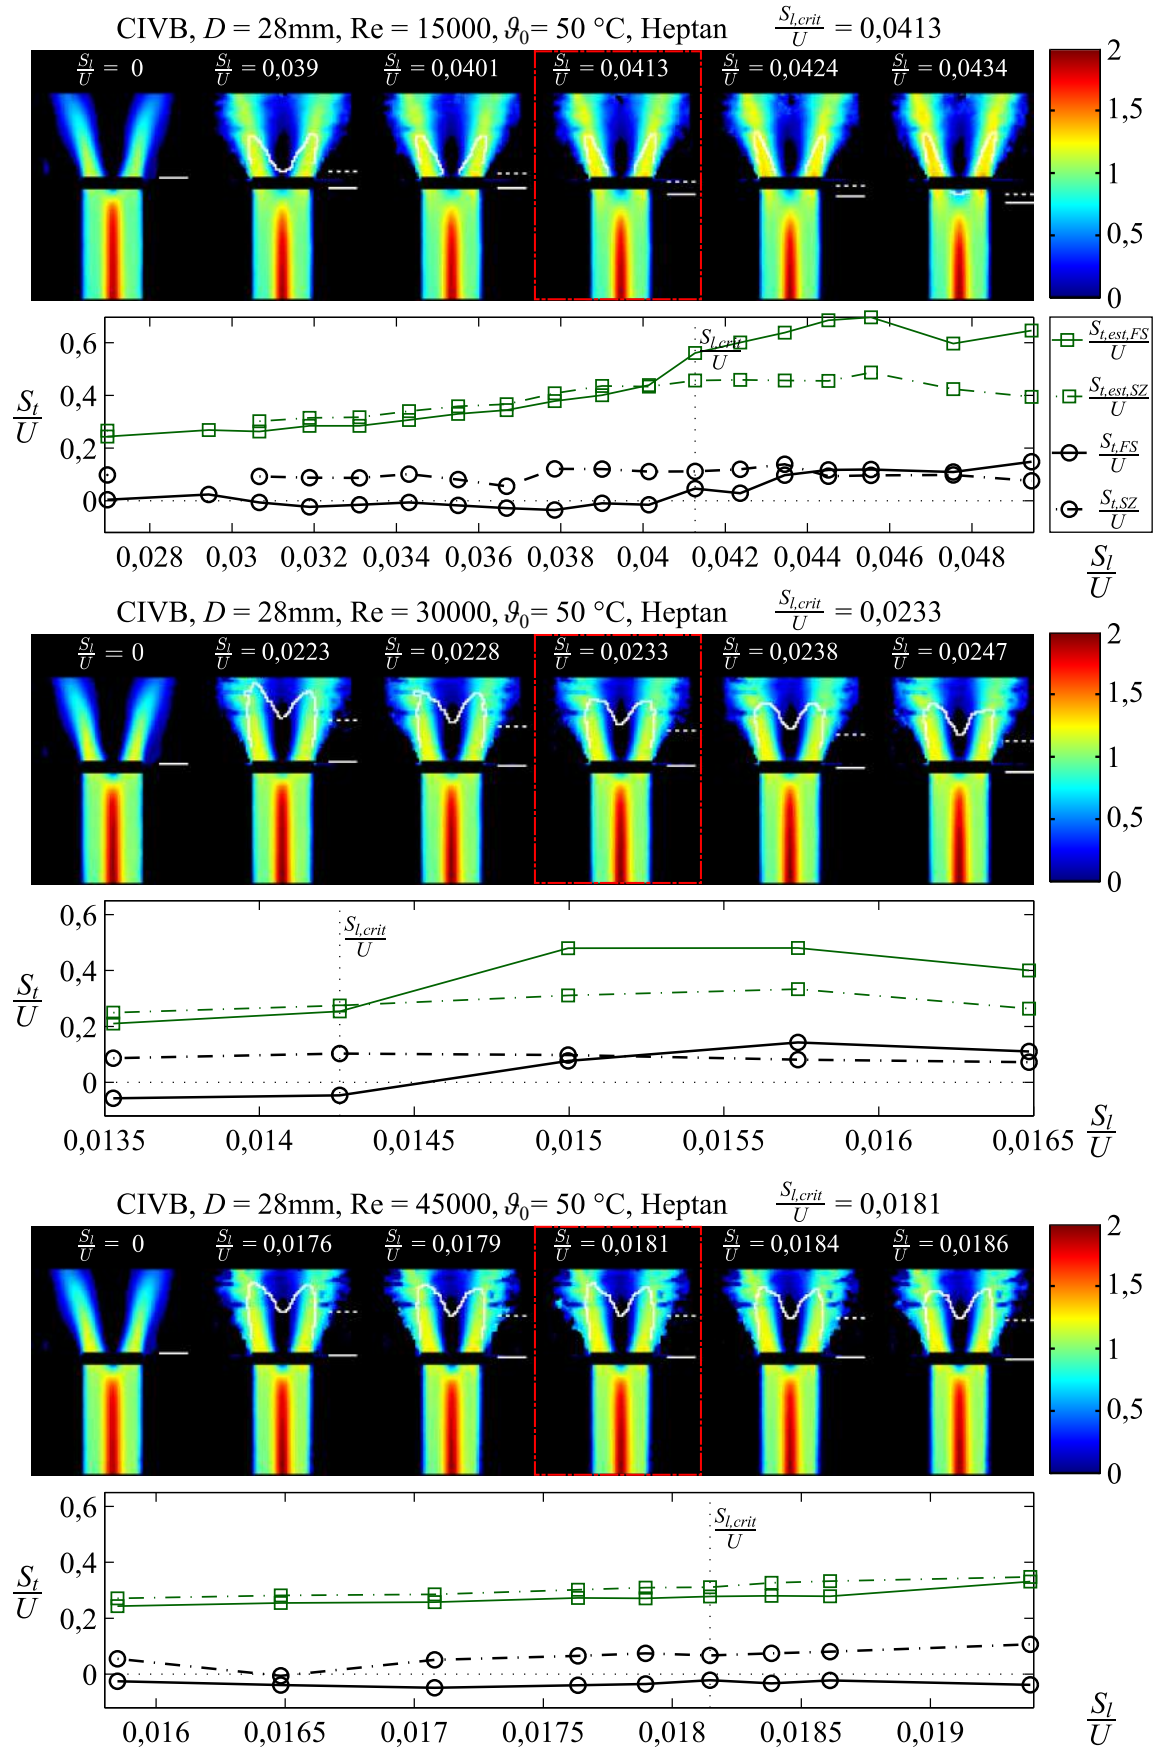 CIVB, D = 28mm, Re = 15000, ϑ0= 50 °C, Heptan Sl,crit/U = 0,0413
Sl/U = 0 Sl/U = 0,039 Sl/U = 0,0401 Sl/U = 0,0413 Sl/U = 0,0424 Sl/U = 0,0434
2
1,5
1
0,5
0
St/U
0,6
0,4
0,2
0
Sl,crit/U
St,est,FS/U
St,est,SZ/U
St,FS/U
St,SZ/U
0,028 0,03 0,032 0,034 0,036 0,038 0,04 0,042 0,044 0,046 0,048 Sl/U
CIVB, D = 28mm, Re = 30000, ϑ0= 50 °C, Heptan Sl,crit/U = 0,0233
Sl/U = 0 Sl/U = 0,0223 Sl/U = 0,0228 Sl/U = 0,0233 Sl/U = 0,0238 Sl/U = 0,0247
2
1,5
1
0,5
0
St/U
0,6
0,4
0,2
0
Sl,crit/U
0,0135 0,014 0,0145 0,015 0,0155 0,016 0,0165 Sl/U
CIVB, D = 28mm, Re = 45000, ϑ0= 50 °C, Heptan Sl,crit/U = 0,0181
Sl/U = 0 Sl/U = 0,0176 Sl/U = 0,0179 Sl/U = 0,0181 Sl/U = 0,0184 Sl/U = 0,0186
2
1,5
1
0,5
0
St/U
0,6
0,4
0,2
0
Sl,crit/U
0,016 0,0165 0,017 0,0175 0,018 0,0185 0,019 Sl/U